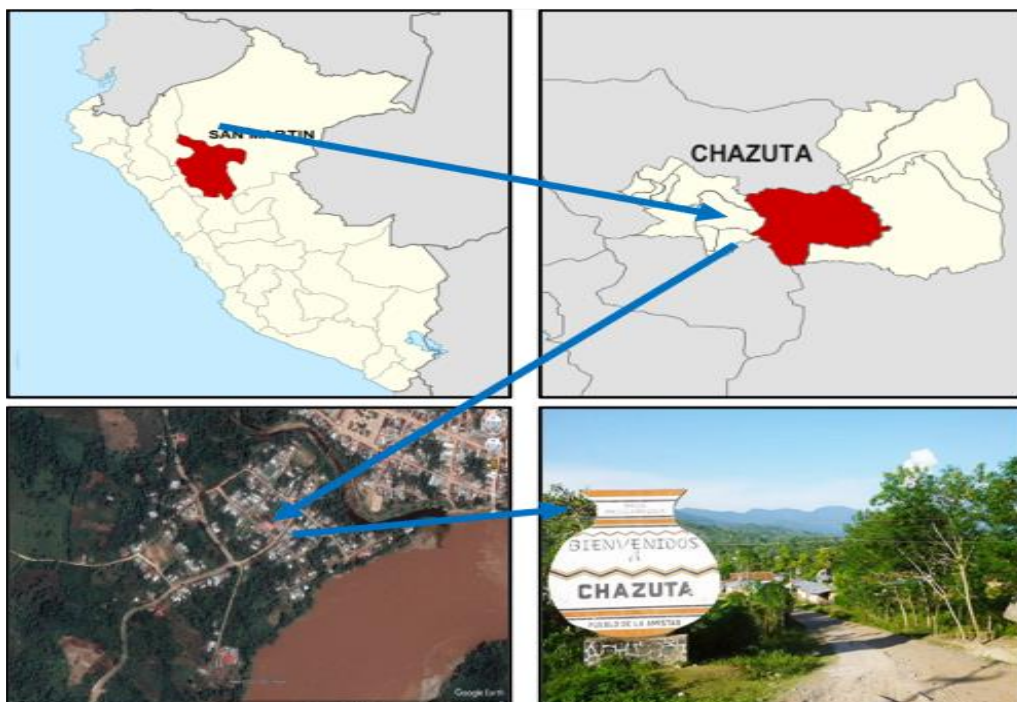 SAN MARTIN
CHAZUTA
Google Earth
BIENVENIDOS
A
CHAZUTA
PUEBLO DE LA AMISTAD